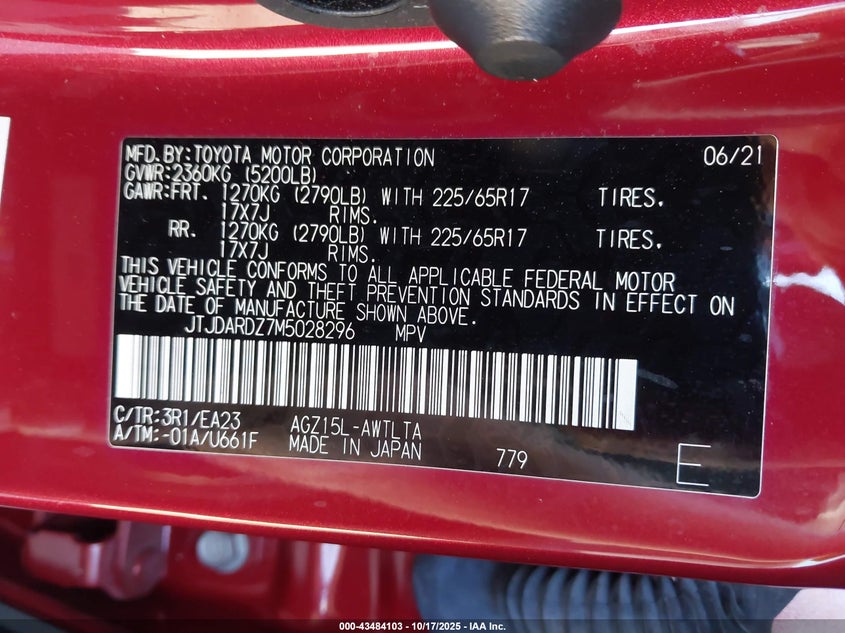 MFD.BY:TOYOTA MOTOR CORPORATION 06/21
GVWR:2360KG (5200LB)
GAWR:FRT. 1270KG (2790LB) WITH 225/65R17 TIRES.
17X7J RIMS.
RR. 1270KG (2790LB) WITH 225/65R17 TIRES.
17X7J RIMS.
THIS VEHICLE CONFORMS TO ALL APPLICABLE FEDERAL MOTOR
VEHICLE SAFETY AND THEFT PREVENTION STANDARDS IN EFFECT ON
THE DATE OF MANUFACTURE SHOWN ABOVE.
JTJDARDZ7M5028296 MPV
C/TR:3R1/EA23 AGZ15L-AWTLTA
A/TM:-01A/U661F MADE IN JAPAN 779 E
000-43484103 - 10/17/2025 - IAA Inc.